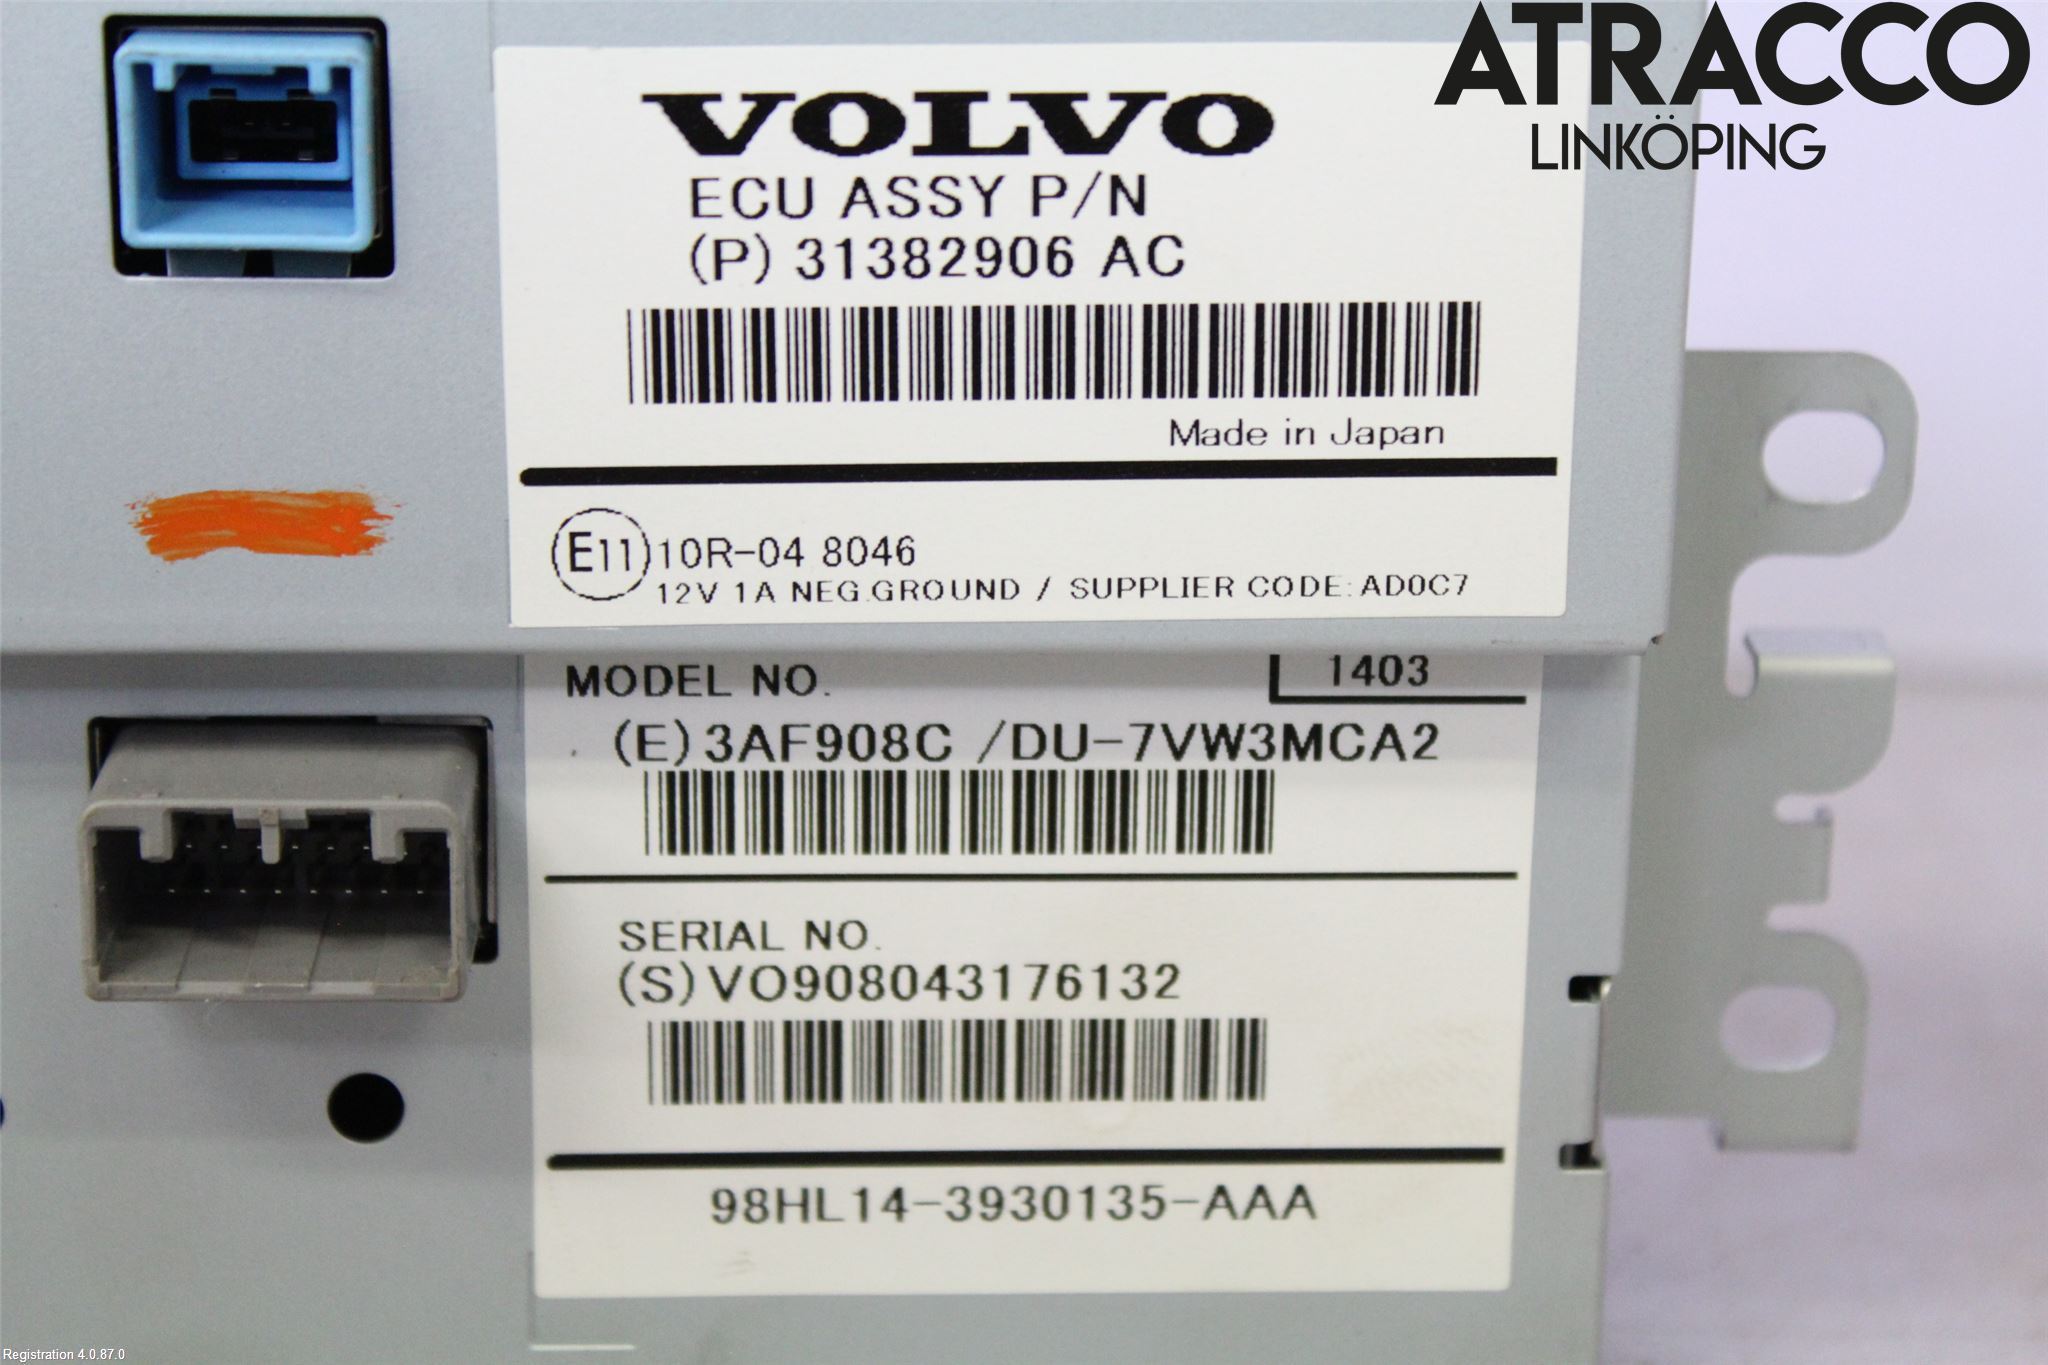 ATRACCO
LINKÖPING
VOLVO
ECU ASSY P/N
(P) 31382906 AC
Made in Japan
E11 10R-04 8046
12V 1A NEG.GROUND / SUPPLIER CODE:AD0C7
MODEL NO. 1403
(E)3AF908C /DU-7VW3MCA2
SERIAL NO.
(S)VO908043176132
98HL14-3930135-AAA
Registration 4.0.87.0